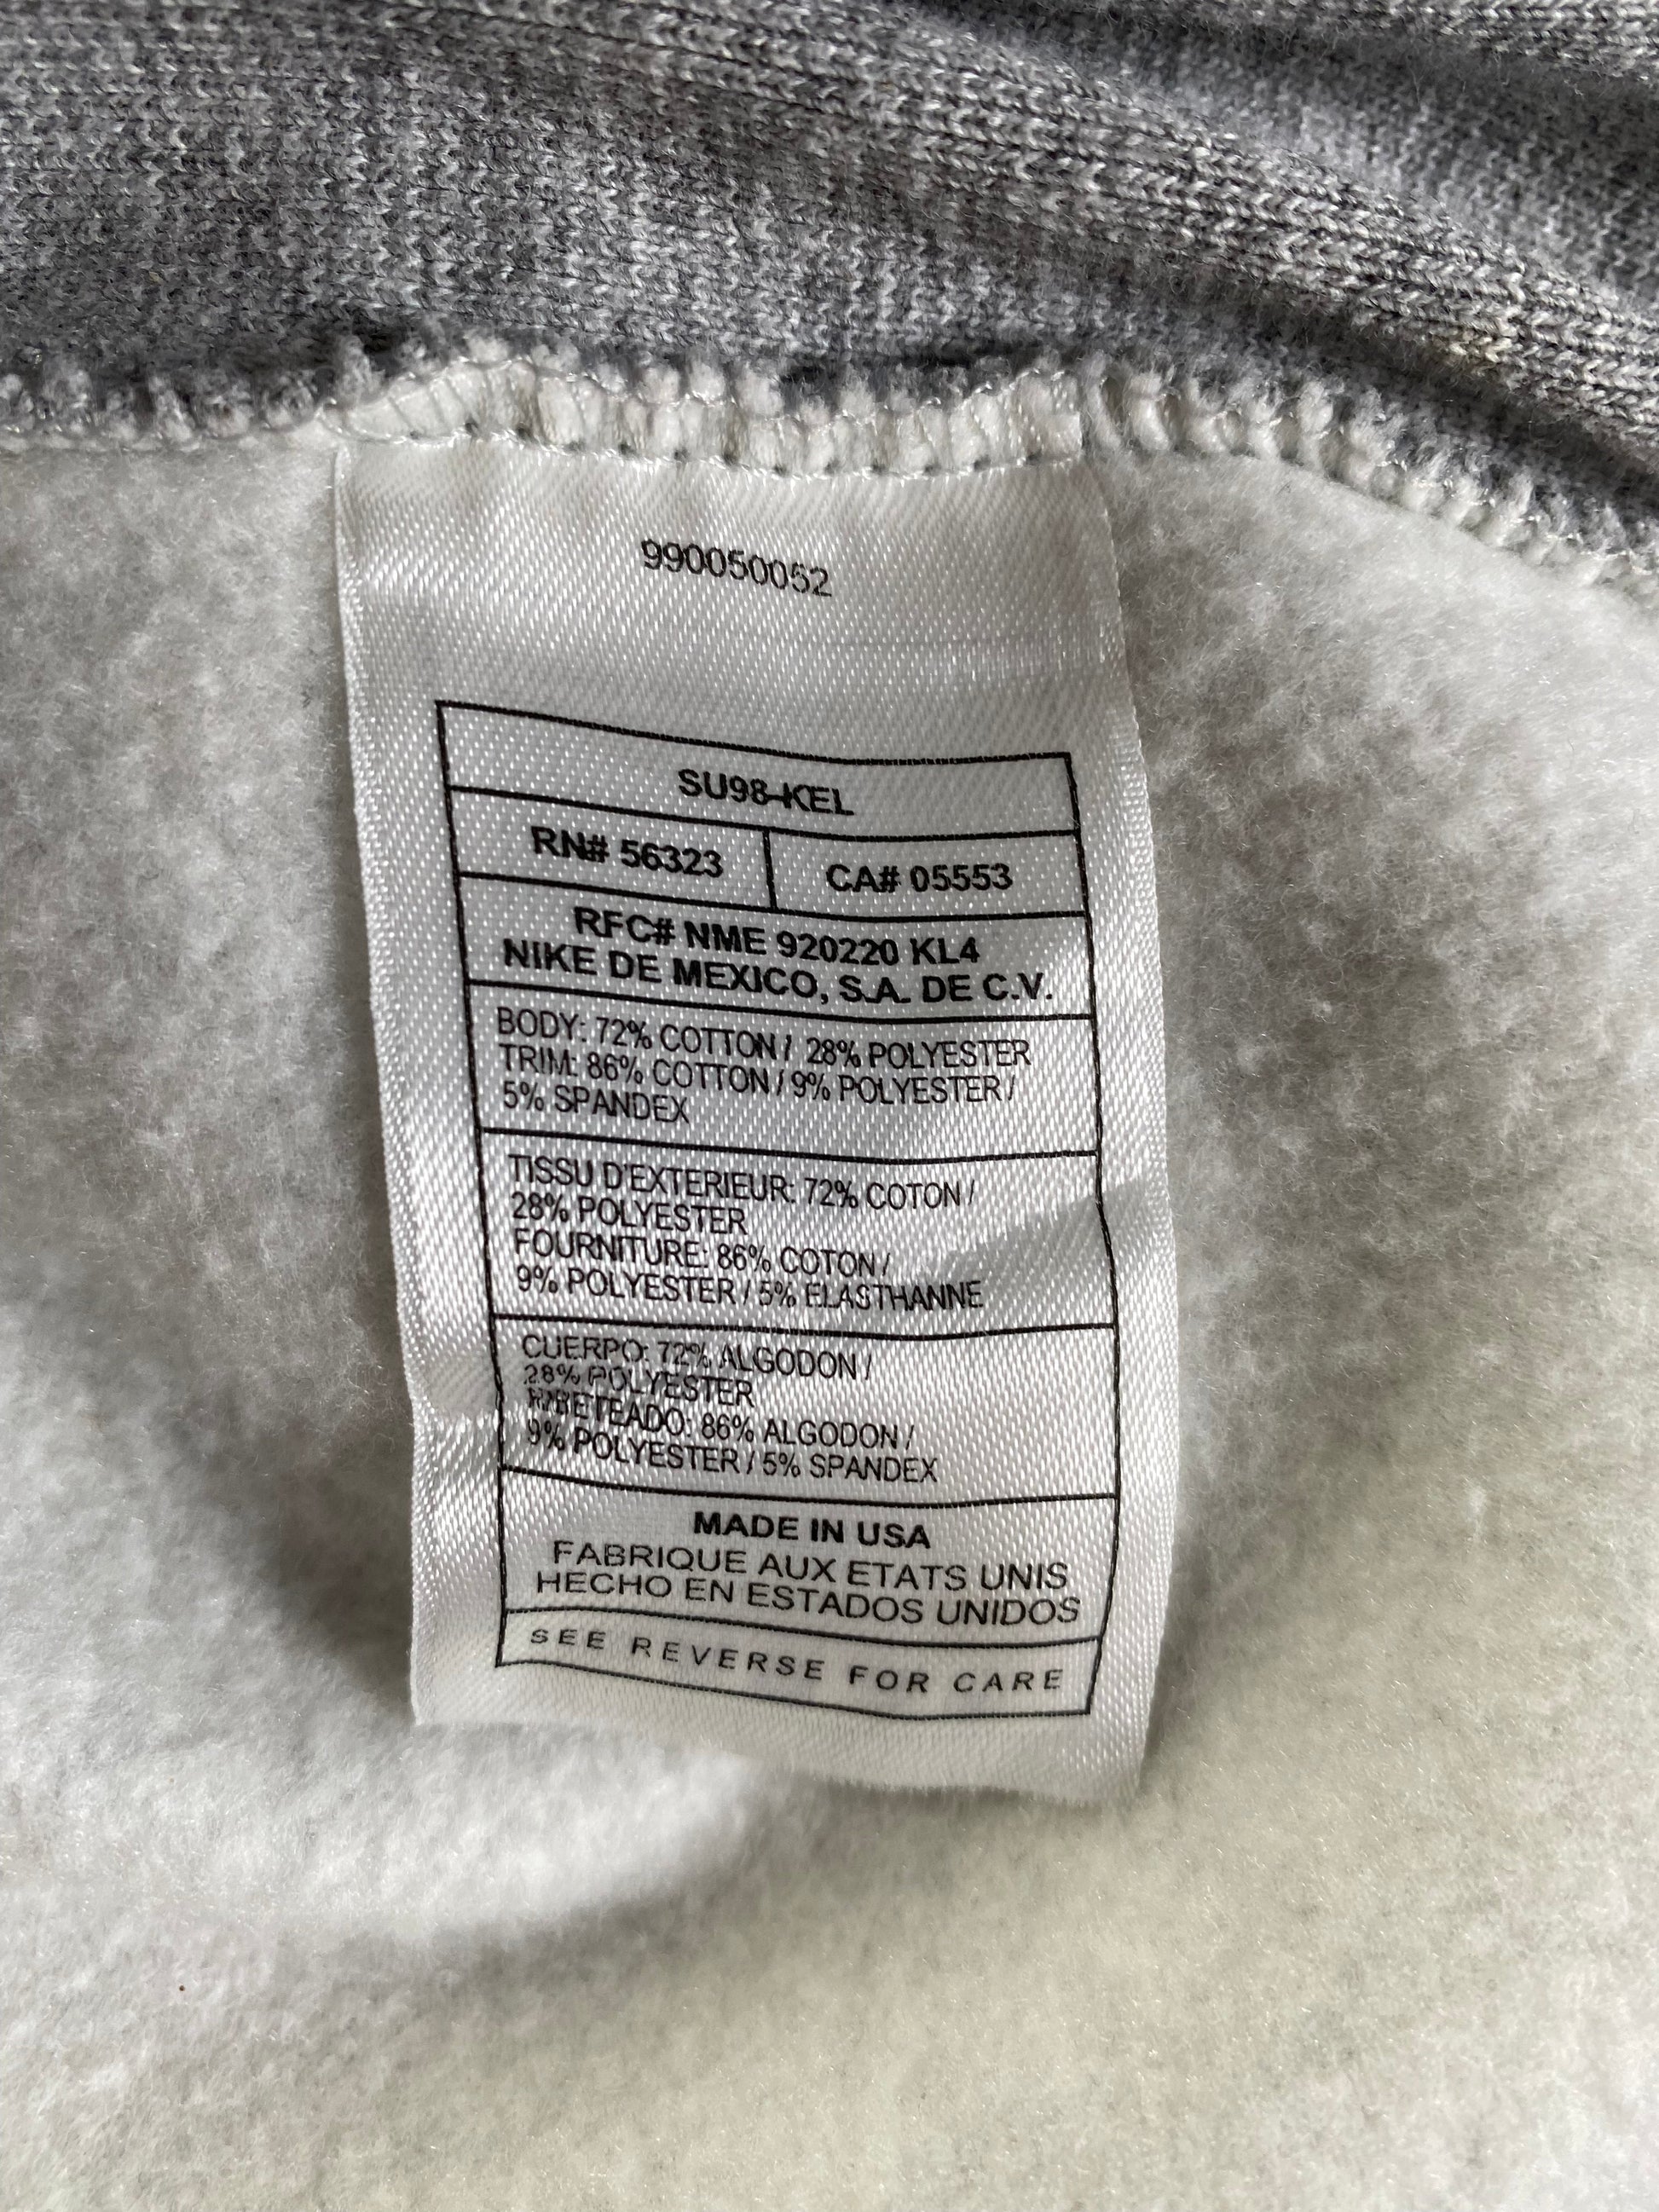 990050052
SU98-KEL
RN# 56323
CA# 05553
RFC# NME 920220 KL4
NIKE DE MEXICO, S.A. DE C.V.
BODY: 72% COTTON / 28% POLYESTER
TRIM: 86% COTTON / 9% POLYESTER /
5% SPANDEX
TISSU D'EXTERIEUR: 72% COTON /
28% POLYESTER
FOURNITURE: 86% COTON /
9% POLYESTER / 5% ELASTHANNE
CUERPO: 72% ALGODON /
28% POLYESTER
RIBETEADO: 86% ALGODON /
9% POLYESTER / 5% SPANDEX
MADE IN USA
FABRIQUE AUX ETATS UNIS
HECHO EN ESTADOS UNIDOS
SEE REVERSE FOR CARE